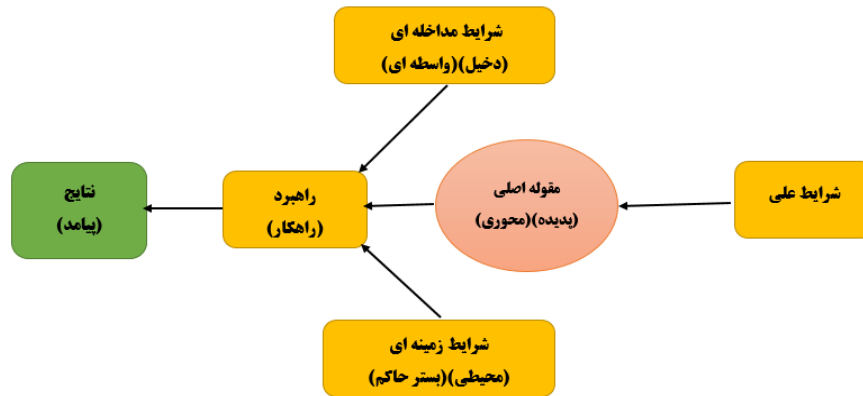 شرایط مداخله ای
(دخیل)(واسطه ای)
شرایط علی
مقوله اصلی
(پدیده)(محوری)
راهبرد
(راهکار)
نتایج
(پیامد)
شرایط زمینه ای
(محیطی)(بستر حاکم)